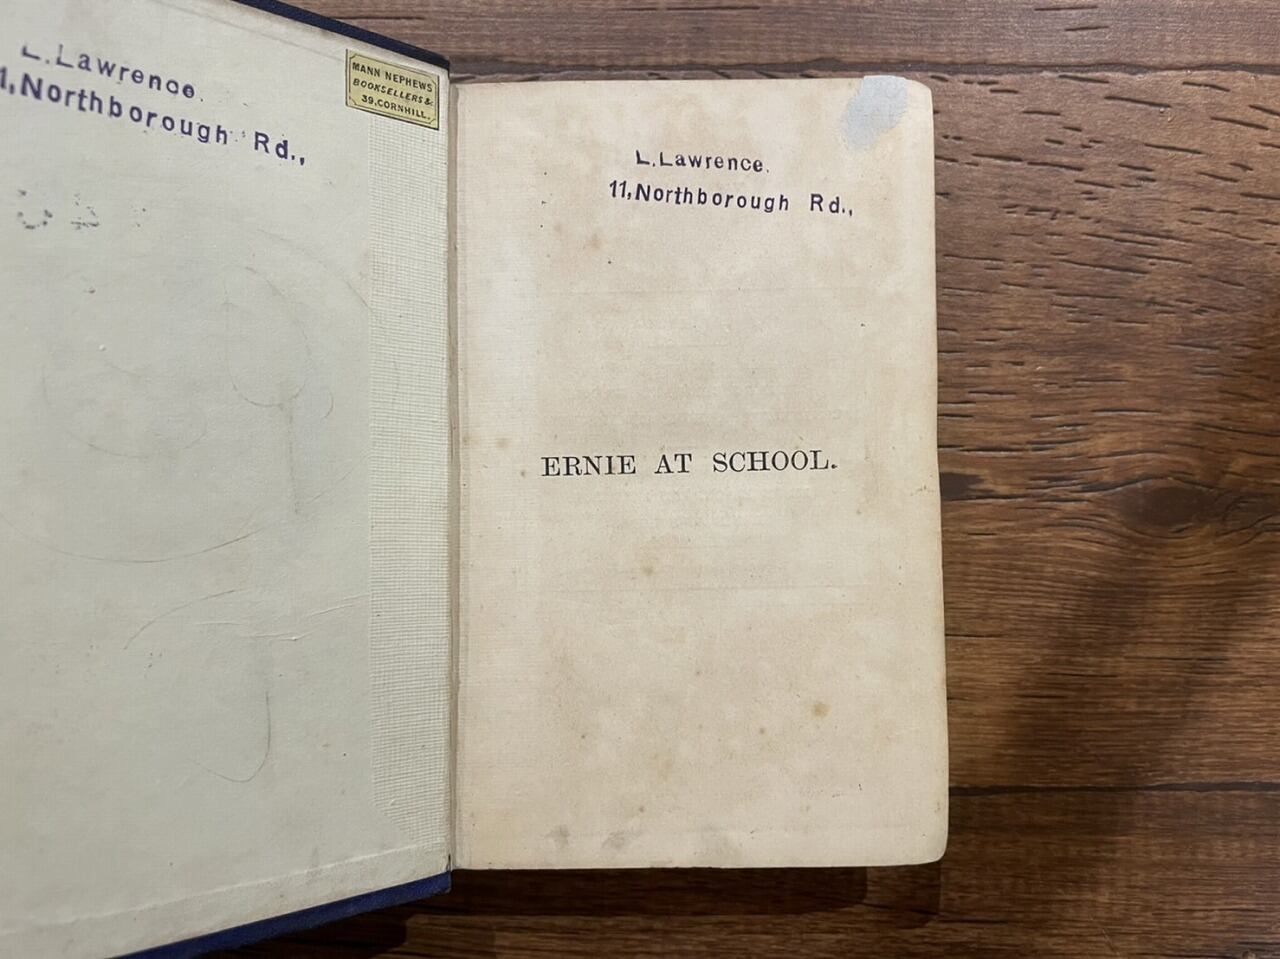 L.Lawrence.
11,Northborough Rd.,
MANN NEPHEWS
BOOKSELLERS &
39,CORNHILL.
L.Lawrence.
11,Northborough Rd.,
ERNIE AT SCHOOL.